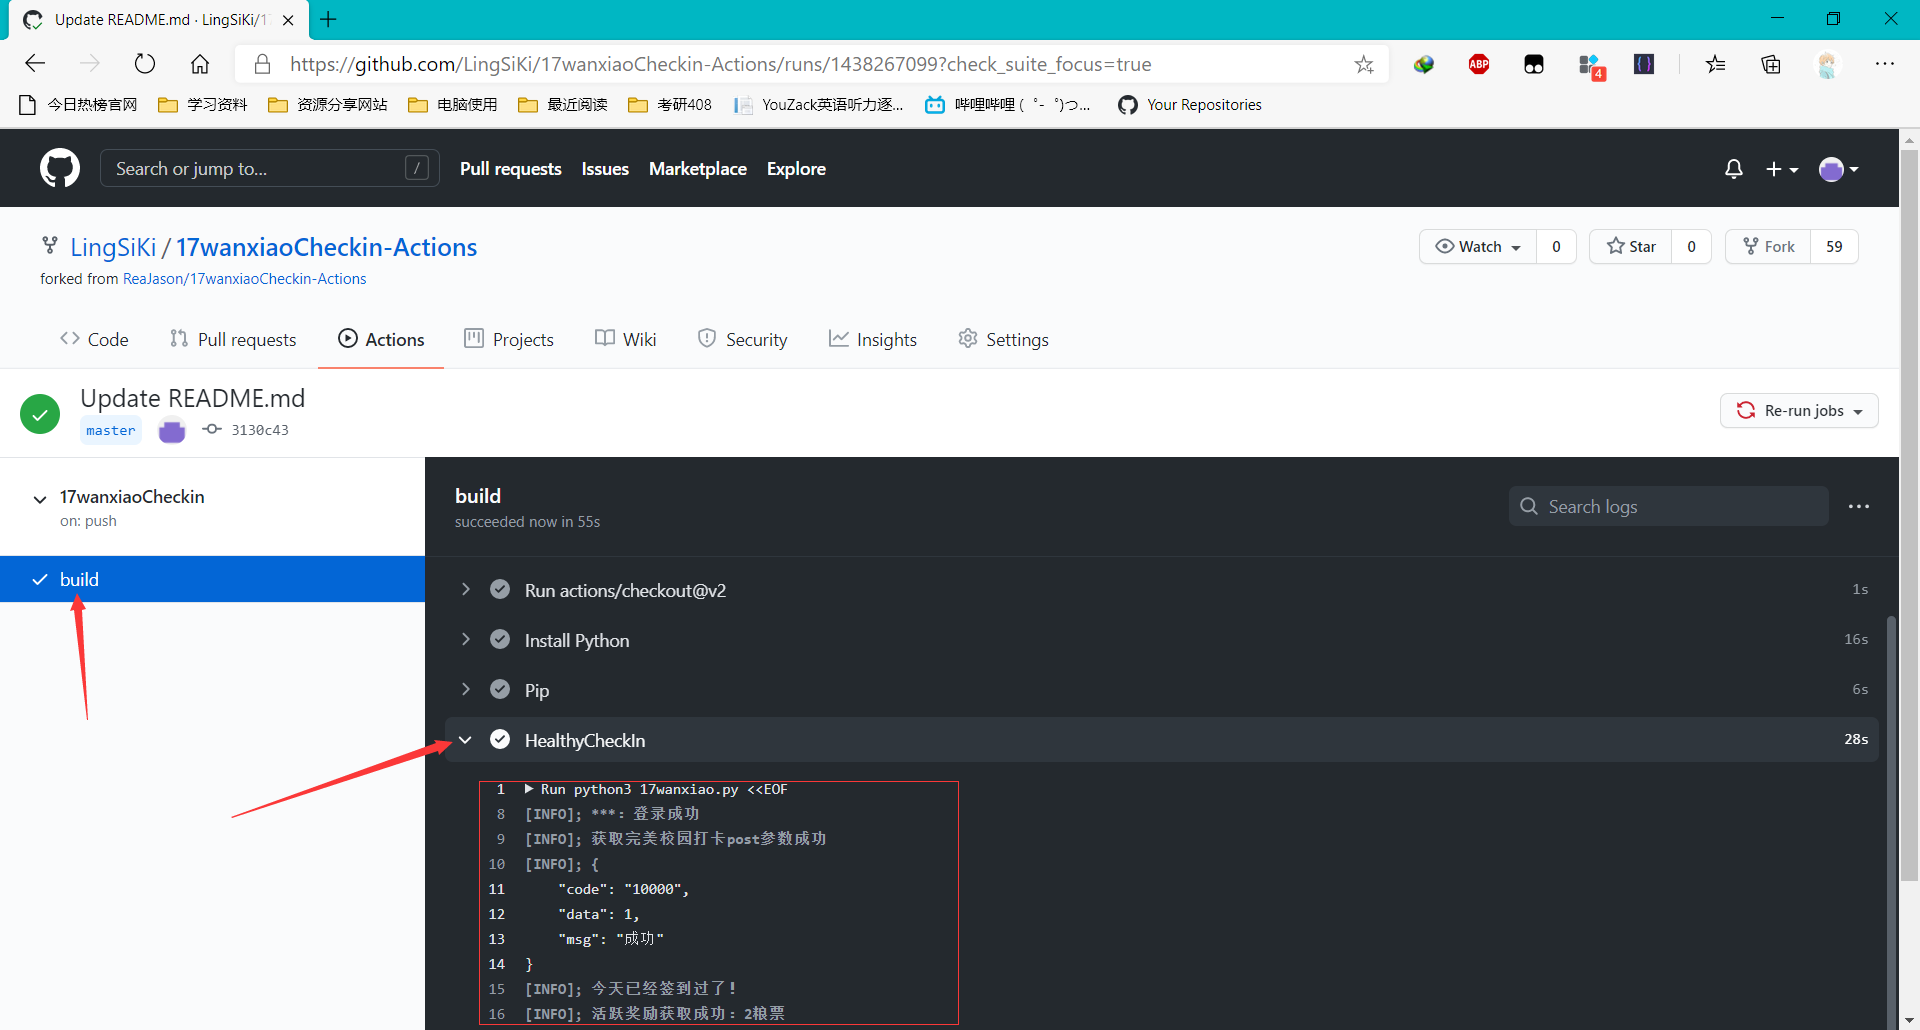 Update README.md · LingSiKi/17
https://github.com/LingSiKi/17wanxiaoCheckin-Actions/runs/1438267099?check_suite_focus=true
ABP
4
今日热榜官网 学习资料 资源分享网站 电脑使用 最近阅读 考研408 YouZack英语听力逐... 哔哩哔哩 ( ゜- ゜)つ... Your Repositories
Search or jump to... / Pull requests Issues Marketplace Explore
LingSiKi / 17wanxiaoCheckin-Actions
Watch 0 Star 0 Fork 59
forked from ReaJason/17wanxiaoCheckin-Actions
Code Pull requests Actions Projects Wiki Security Insights Settings
Update README.md
master 3130c43
Re-run jobs
17wanxiaoCheckin
on: push
build
build
succeeded now in 55s
Search logs
Run actions/checkout@v2 1s
Install Python 16s
Pip 6s
HealthyCheckIn 28s
1 Run python3 17wanxiao.py <<EOF
8 [INFO]; ***: 登录成功
9 [INFO]; 获取完美校园打卡post参数成功
10 [INFO]; {
11 "code": "10000",
12 "data": 1,
13 "msg": "成功"
14 }
15 [INFO]; 今天已经签到过了!
16 [INFO]; 活跃奖励获取成功: 2粮票